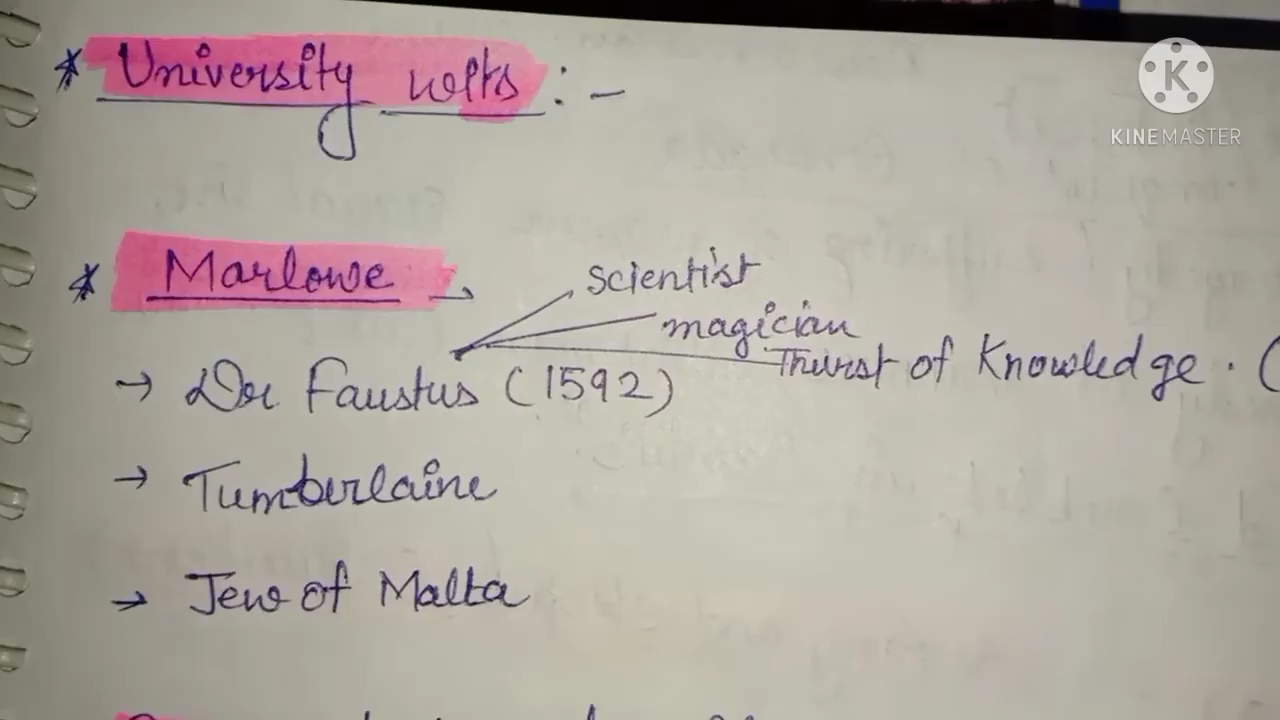 * University wits :-
KINEMASTER
* Marlowe →
scientist
magician
Thurst of Knowledge. (
→ Dr Faustus (1592)
→ Tumberlaine
→ Jew of Malta